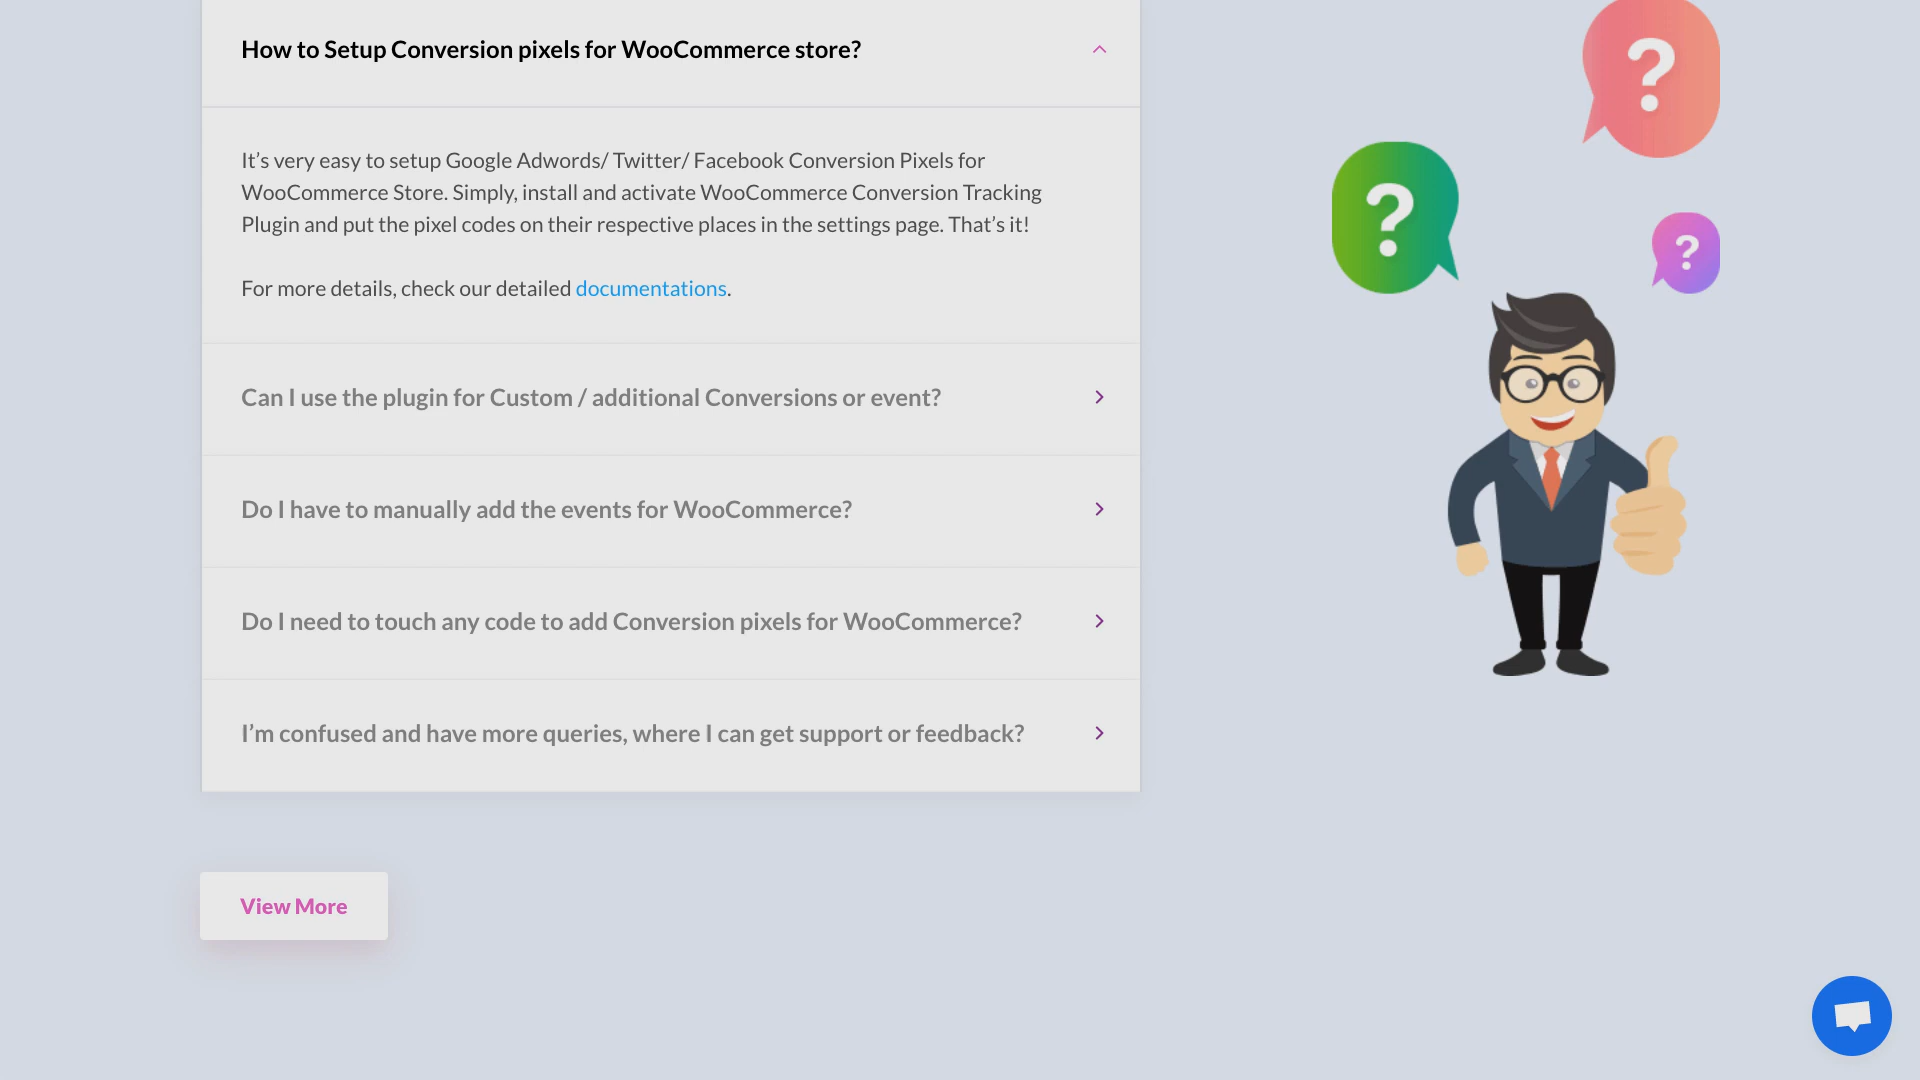 How to Setup Conversion pixels for WooCommerce store?
It’s very easy to setup Google Adwords/ Twitter/ Facebook Conversion Pixels for
WooCommerce Store. Simply, install and activate WooCommerce Conversion Tracking
Plugin and put the pixel codes on their respective places in the settings page. That’s it!
For more details, check our detailed documentations.
Can I use the plugin for Custom / additional Conversions or event?
Do I have to manually add the events for WooCommerce?
Do I need to touch any code to add Conversion pixels for WooCommerce?
I’m confused and have more queries, where I can get support or feedback?
View More
?
?
?